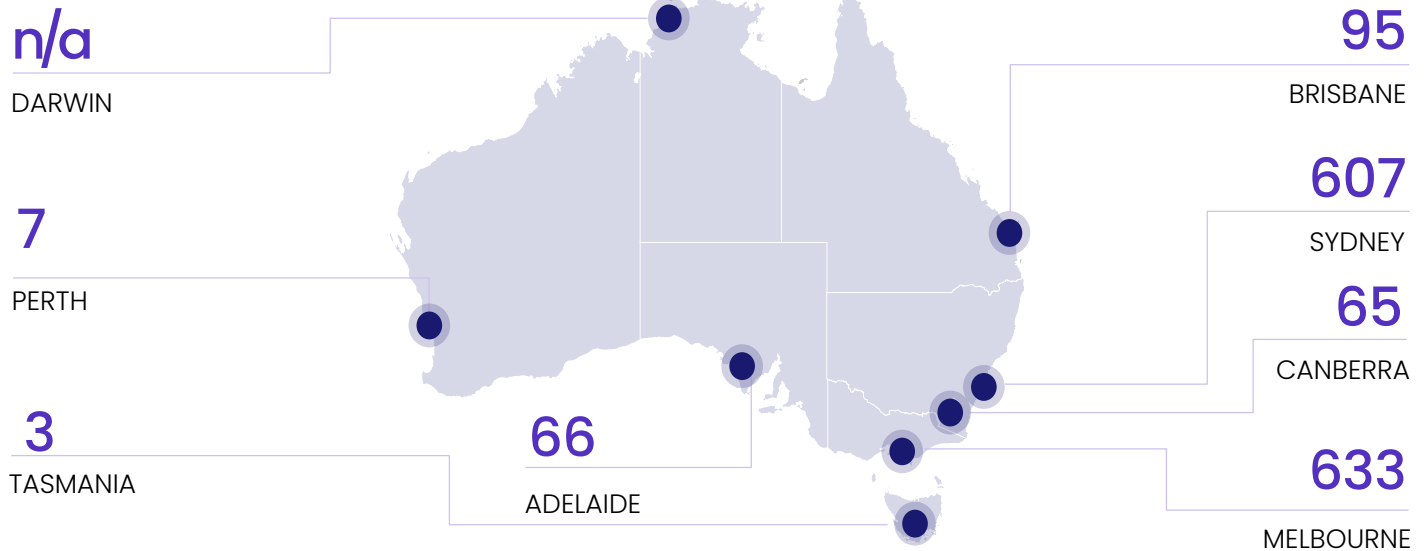 n/a
DARWIN
7
PERTH
3
TASMANIA
66
ADELAIDE
95
BRISBANE
607
SYDNEY
65
CANBERRA
633
MELBOURNE